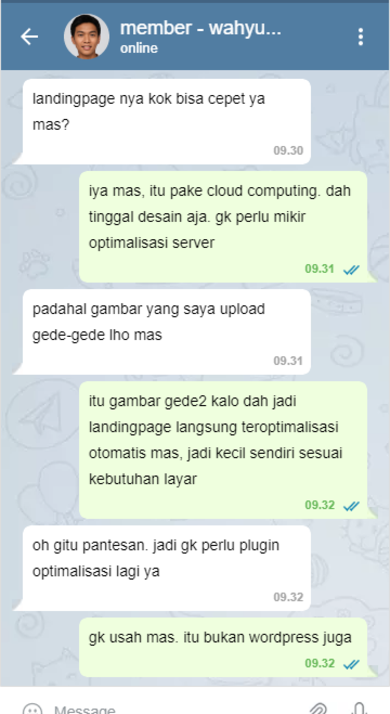 member - wahyu...
online
landingpage nya kok bisa cepet ya
mas?
09.30
iya mas, itu pake cloud computing. dah
tinggal desain aja. gk perlu mikir
optimalisasi server
09.31
padahal gambar yang saya upload
gede-gede lho mas
09.31
itu gambar gede2 kalo dah jadi
landingpage langsung teroptimalisasi
otomatis mas, jadi kecil sendiri sesuai
kebutuhan layar
09.32
oh gitu pantesan. jadi gk perlu plugin
optimalisasi lagi ya
09.32
gk usah mas. itu bukan wordpress juga
09.32
Message